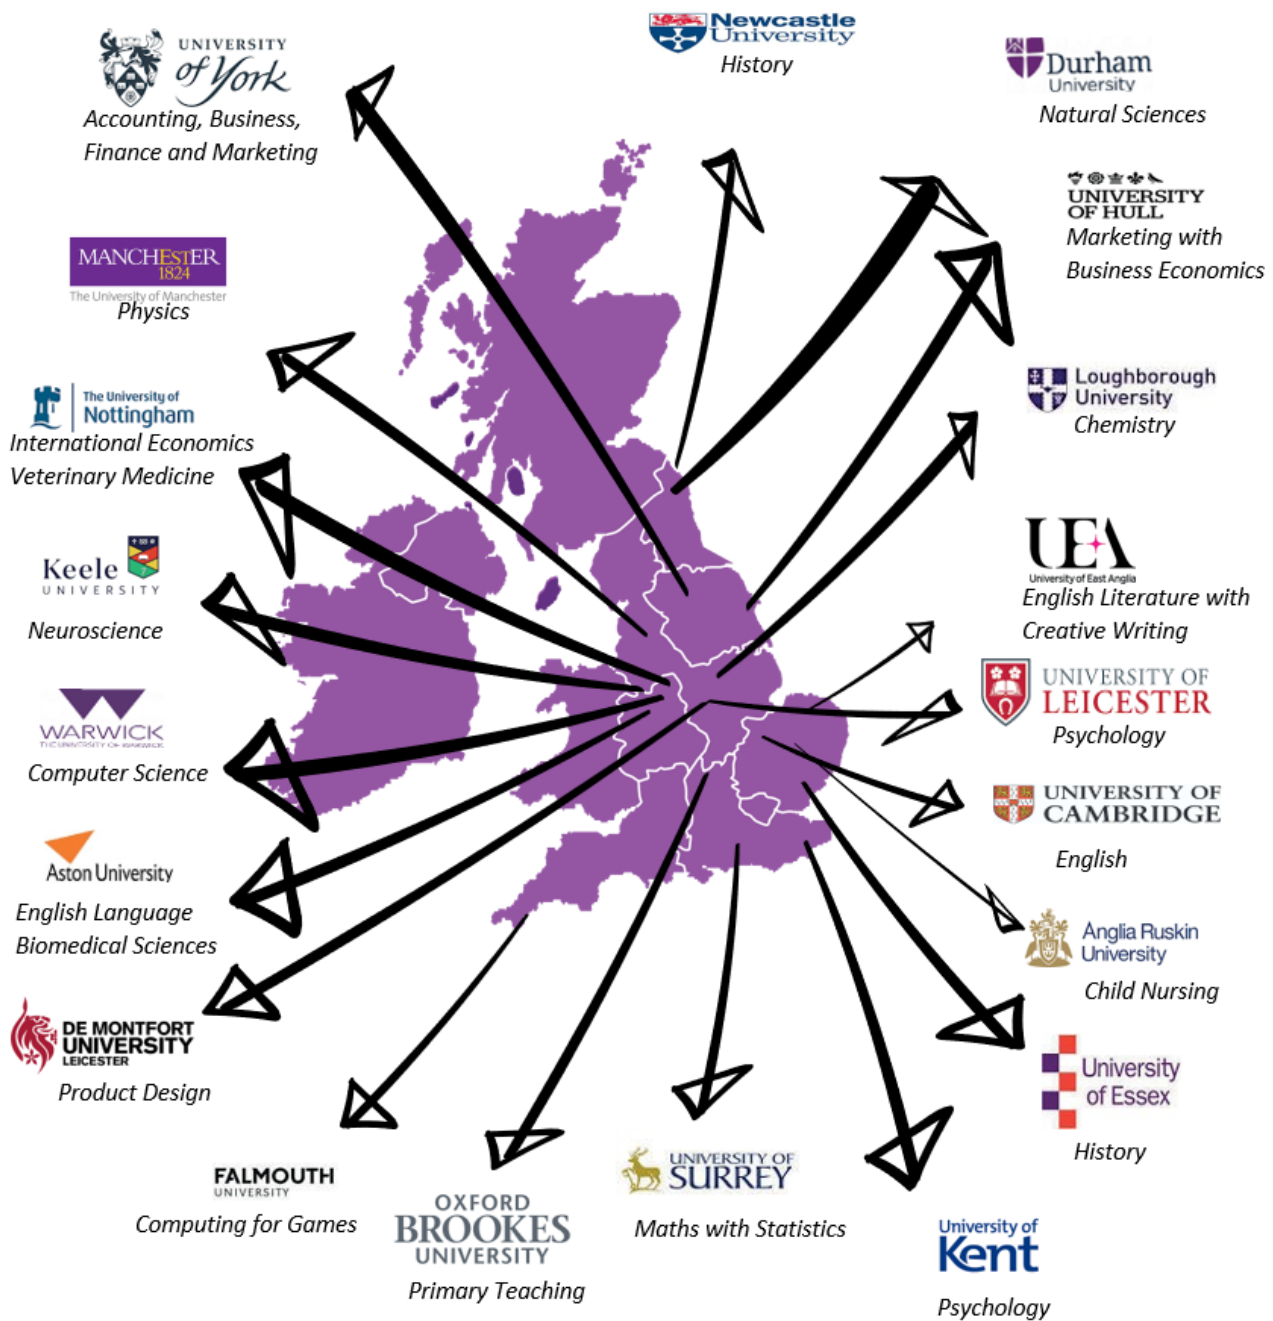 UNIVERSITY
of York
Accounting, Business,
Finance and Marketing
Newcastle
University
History
Durham
University
Natural Sciences
UNIVERSITY
OF HULL
Marketing with
Business Economics
MANCHESTER
1824
The University of Manchester
Physics
The University of
Nottingham
International Economics
Veterinary Medicine
Loughborough
University
Chemistry
Keele
UNIVERSITY
Neuroscience
UEA
University of East Anglia
English Literature with
Creative Writing
UNIVERSITY OF
LEICESTER
Psychology
WARWICK
THE UNIVERSITY OF WARWICK
Computer Science
UNIVERSITY OF
CAMBRIDGE
English
Aston University
English Language
Biomedical Sciences
Anglia Ruskin
University
Child Nursing
DE MONTFORT
UNIVERSITY
LEICESTER
Product Design
University
of Essex
History
FALMOUTH
UNIVERSITY
Computing for Games
OXFORD
BROOKES
UNIVERSITY
Primary Teaching
UNIVERSITY OF
SURREY
Maths with Statistics
University of
Kent
Psychology